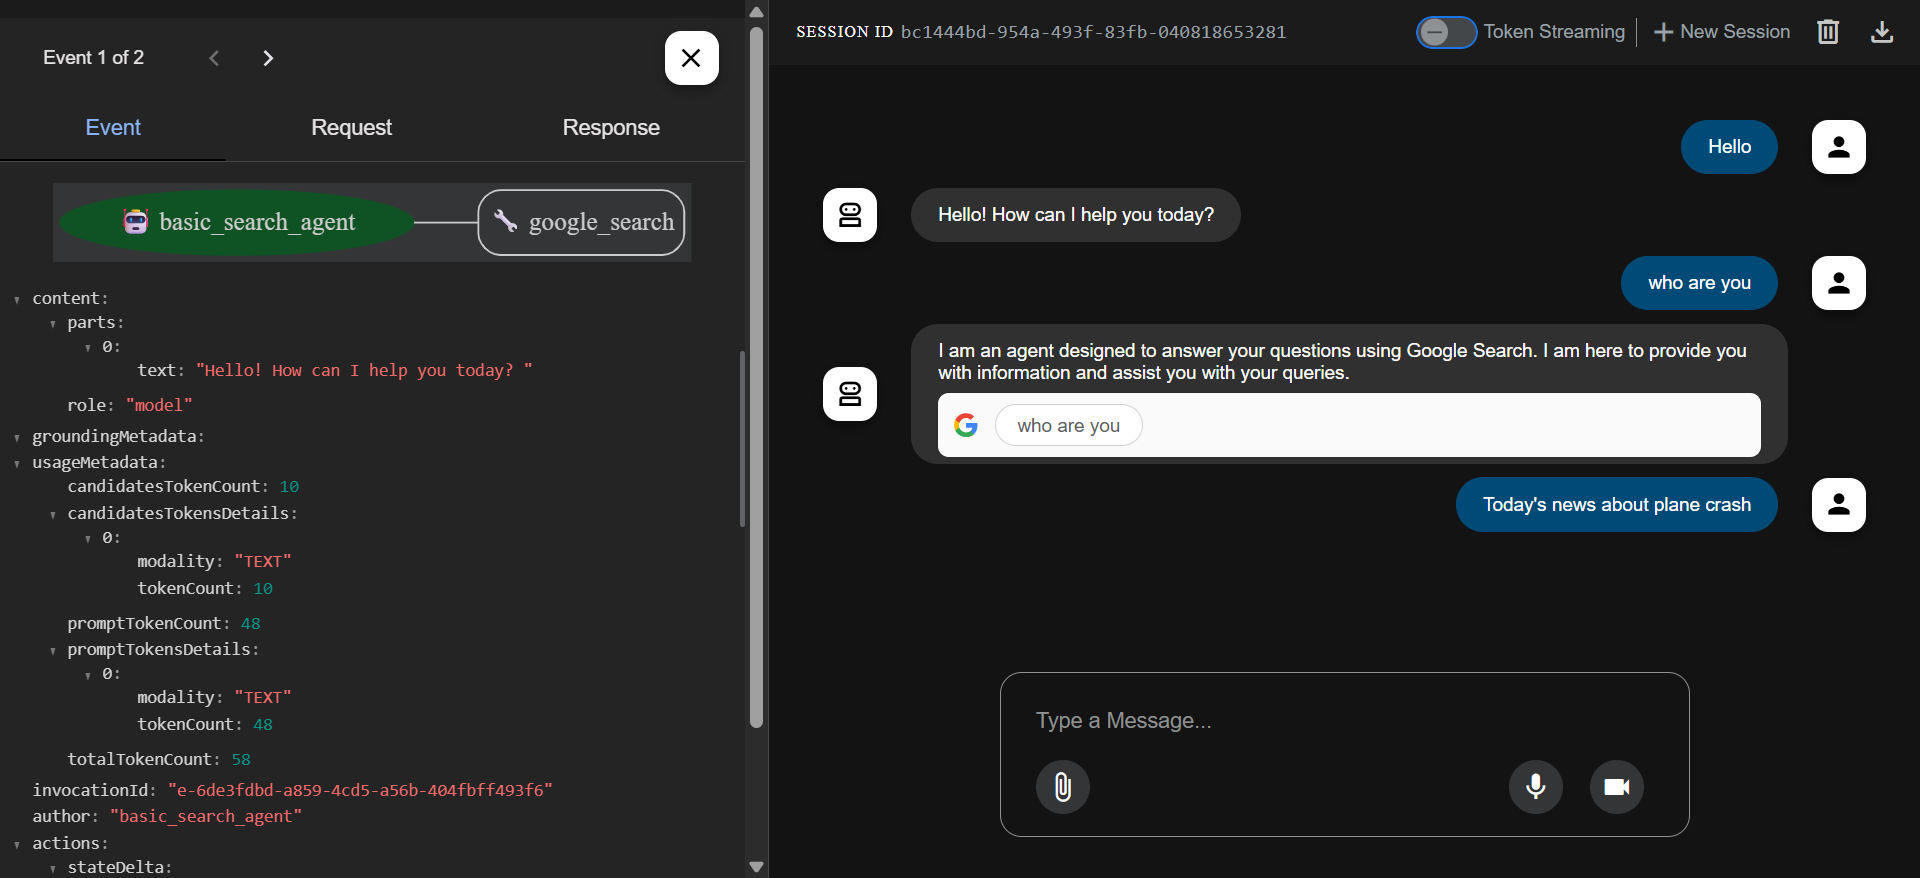 Event 1 of 2
Event
Request
Response
basic_search_agent
google_search
content:
parts:
0:
text: "Hello! How can I help you today? "
role: "model"
groundingMetadata:
usageMetadata:
candidatesTokenCount: 10
candidatesTokensDetails:
0:
modality: "TEXT"
tokenCount: 10
promptTokenCount: 48
promptTokensDetails:
0:
modality: "TEXT"
tokenCount: 48
totalTokenCount: 58
invocationId: "e-6de3fdbd-a859-4cd5-a56b-404fbff493f6"
author: "basic_search_agent"
actions:
stateDelta:
SESSION ID bc1444bd-954a-493f-83fb-040818653281
Token Streaming
New Session
Hello
Hello! How can I help you today?
who are you
I am an agent designed to answer your questions using Google Search. I am here to provide you
with information and assist you with your queries.
who are you
Today's news about plane crash
Type a Message...